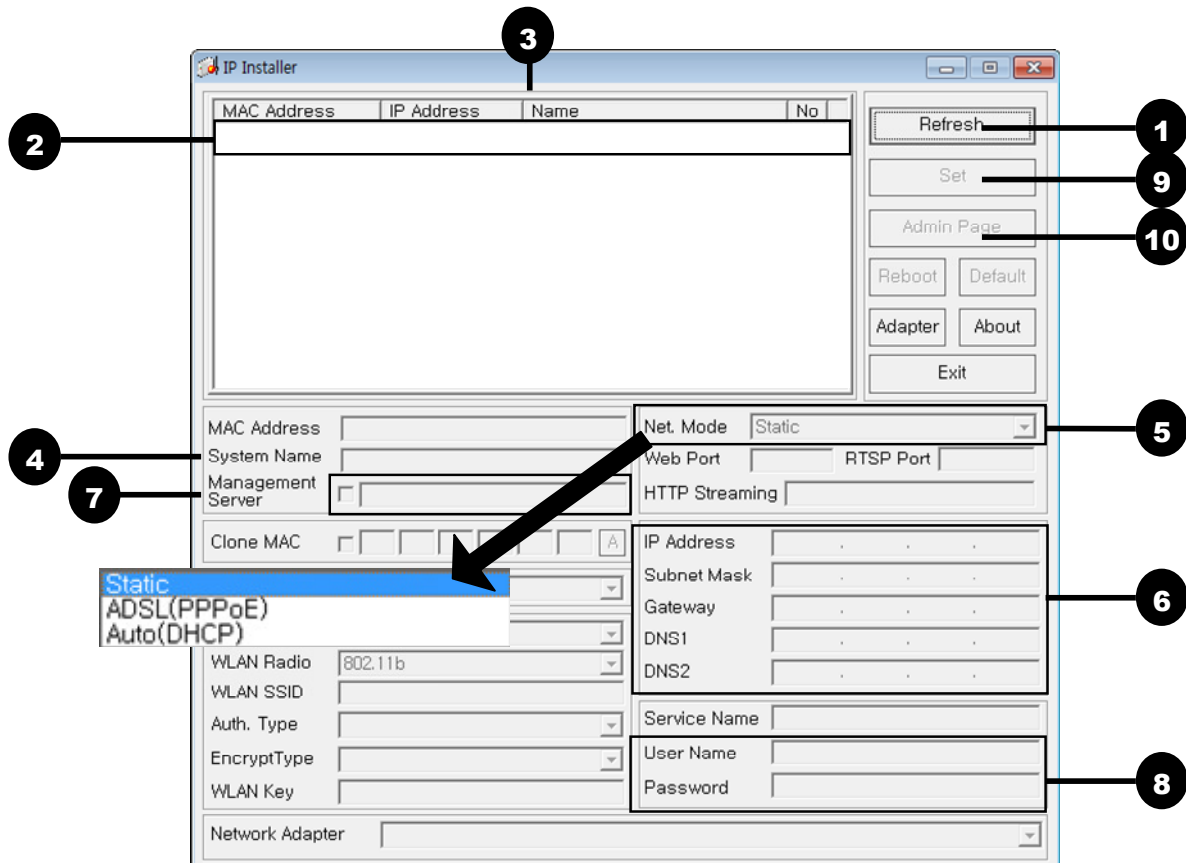 3
IP Installer
MAC Address IP Address Name No
2
Refresh
1
Set
9
Admin Page
10
Reboot Default
Adapter About
Exit
MAC Address
Net. Mode Static
5
4
System Name
Web Port RTSP Port
7
Management
Server
HTTP Streaming
Clone MAC A
IP Address
Static
ADSL(PPPoE)
Auto(DHCP)
Subnet Mask
6
Gateway
DNS1
DNS2
WLAN Radio 802.11b
WLAN SSID
Auth. Type
EncryptType
WLAN Key
Service Name
User Name
Password
8
Network Adapter